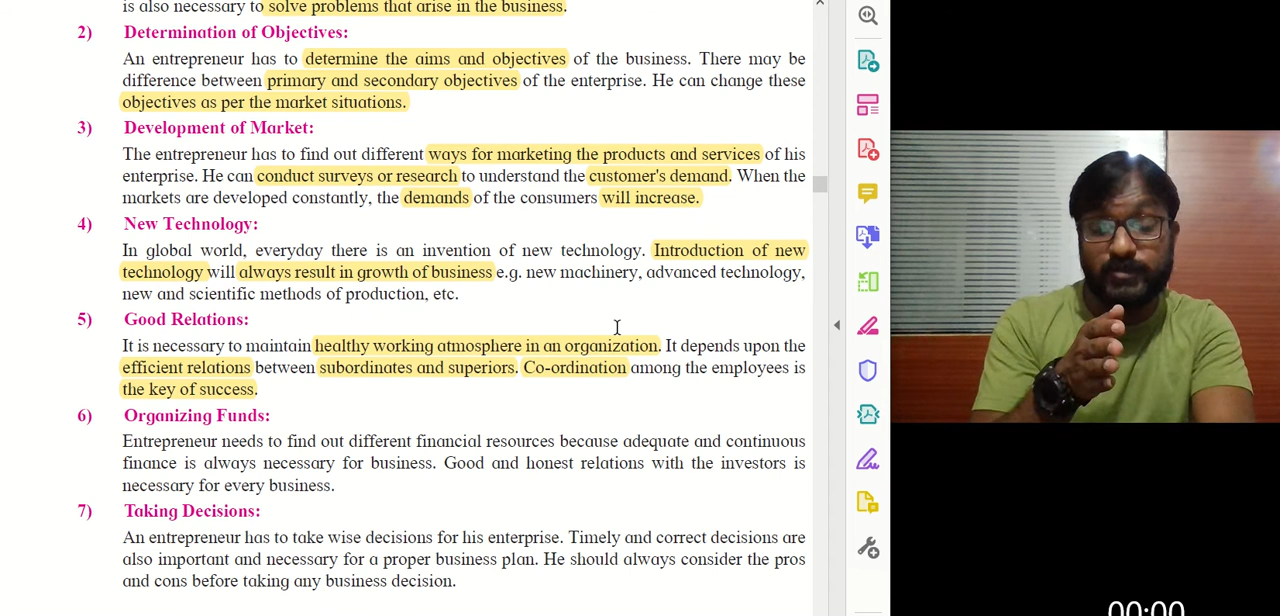 is also necessary to solve problems that arise in the business.
2) Determination of Objectives:
An entrepreneur has to determine the aims and objectives of the business. There may be
difference between primary and secondary objectives of the enterprise. He can change these
objectives as per the market situations.
3) Development of Market:
The entrepreneur has to find out different ways for marketing the products and services of his
enterprise. He can conduct surveys or research to understand the customer's demand. When the
markets are developed constantly, the demands of the consumers will increase.
4) New Technology:
In global world, everyday there is an invention of new technology. Introduction of new
technology will always result in growth of business e.g. new machinery, advanced technology,
new and scientific methods of production, etc.
5) Good Relations:
It is necessary to maintain healthy working atmosphere in an organization. It depends upon the
efficient relations between subordinates and superiors. Co-ordination among the employees is
the key of success.
6) Organizing Funds:
Entrepreneur needs to find out different financial resources because adequate and continuous
finance is always necessary for business. Good and honest relations with the investors is
necessary for every business.
7) Taking Decisions:
An entrepreneur has to take wise decisions for his enterprise. Timely and correct decisions are
also important and necessary for a proper business plan. He should always consider the pros
and cons before taking any business decision.
00:00